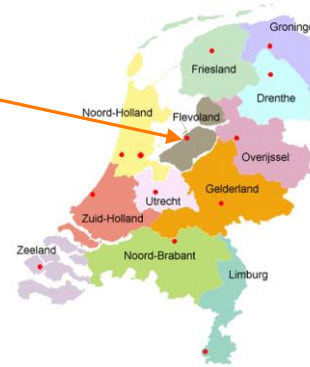 Groninge
Friesland
Drenthe
Noord-Holland
Flevoland
Overijssel
Utrecht
Gelderland
Zuid-Holland
Zeeland
Noord-Brabant
Limburg